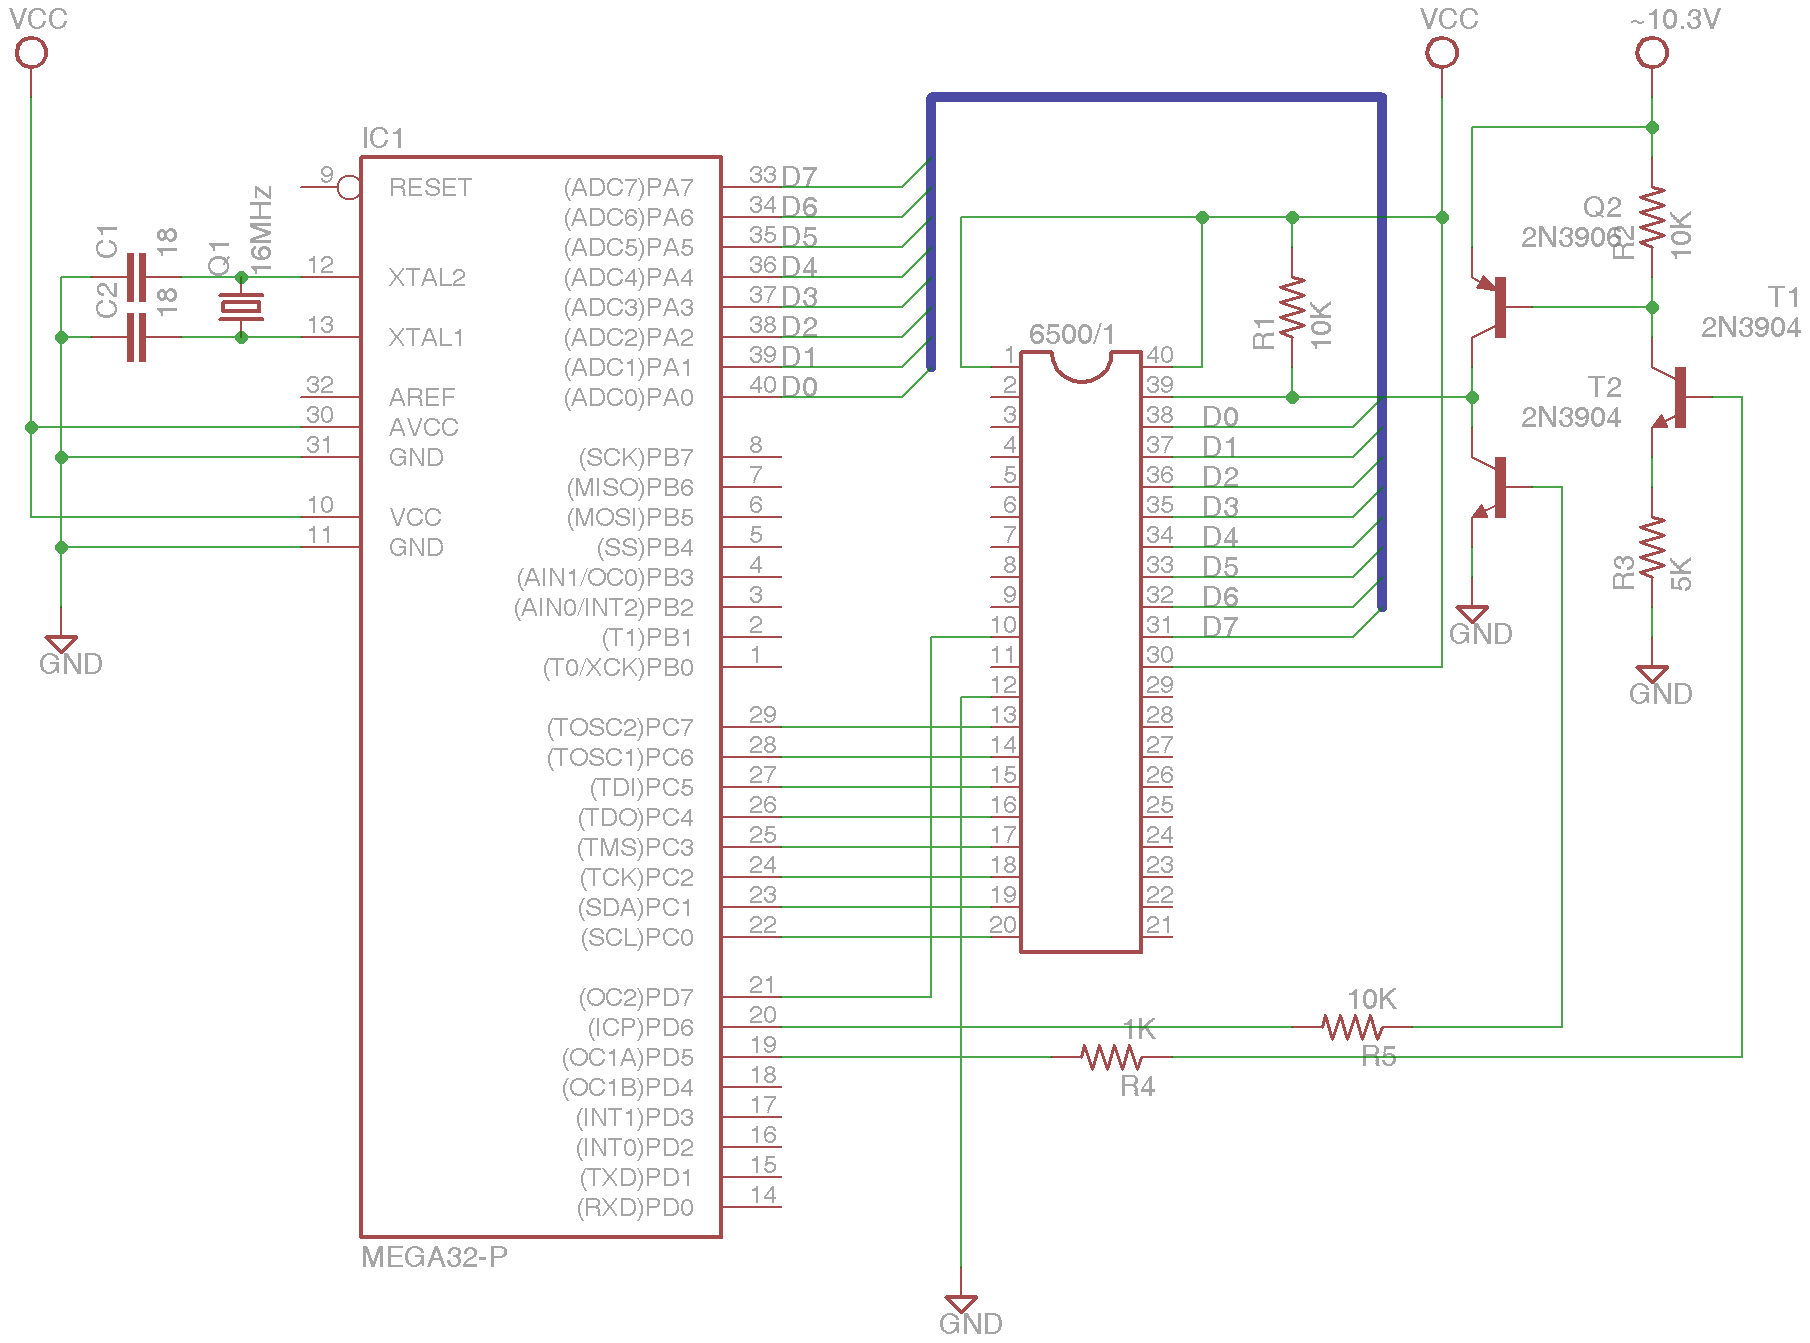 VCC
VCC
~10.3V
IC1
9
RESET
12
XTAL2
13
XTAL1
32
AREF
30
AVCC
31
GND
10
VCC
11
GND
C1
18
C2
18
Q1
16MHz
GND
(ADC7)PA7 33 D7
(ADC6)PA6 34 D6
(ADC5)PA5 35 D5
(ADC4)PA4 36 D4
(ADC3)PA3 37 D3
(ADC2)PA2 38 D2
(ADC1)PA1 39 D1
(ADC0)PA0 40 D0
(SCK)PB7 8
(MISO)PB6 7
(MOSI)PB5 6
(SS)PB4 5
(AIN1/OC0)PB3 4
(AIN0/INT2)PB2 3
(T1)PB1 2
(T0/XCK)PB0 1
(TOSC2)PC7 29
(TOSC1)PC6 28
(TDI)PC5 27
(TDO)PC4 26
(TMS)PC3 25
(TCK)PC2 24
(SDA)PC1 23
(SCL)PC0 22
(OC2)PD7 21
(ICP)PD6 20
(OC1A)PD5 19
(OC1B)PD4 18
(INT1)PD3 17
(INT0)PD2 16
(TXD)PD1 15
(RXD)PD0 14
MEGA32-P
6500/1
1 40
2 39
3 38 D0
4 37 D1
5 36 D2
6 35 D3
7 34 D4
8 33 D5
9 32 D6
10 31 D7
11 30
12 29
13 28
14 27
15 26
16 25
17 24
18 23
19 22
20 21
R1
10K
Q2
2N3906
R2
10K
T1
2N3904
T2
2N3904
R3
5K
GND
GND
10K
R5
1K
R4
GND